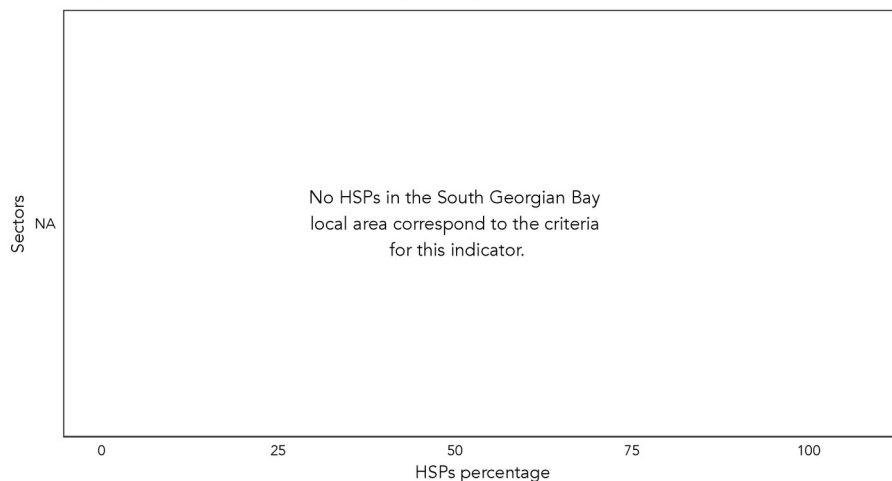 Sectors
NA
No HSPs in the South Georgian Bay
local area correspond to the criteria
for this indicator.
0 25 50 75 100
HSPs percentage